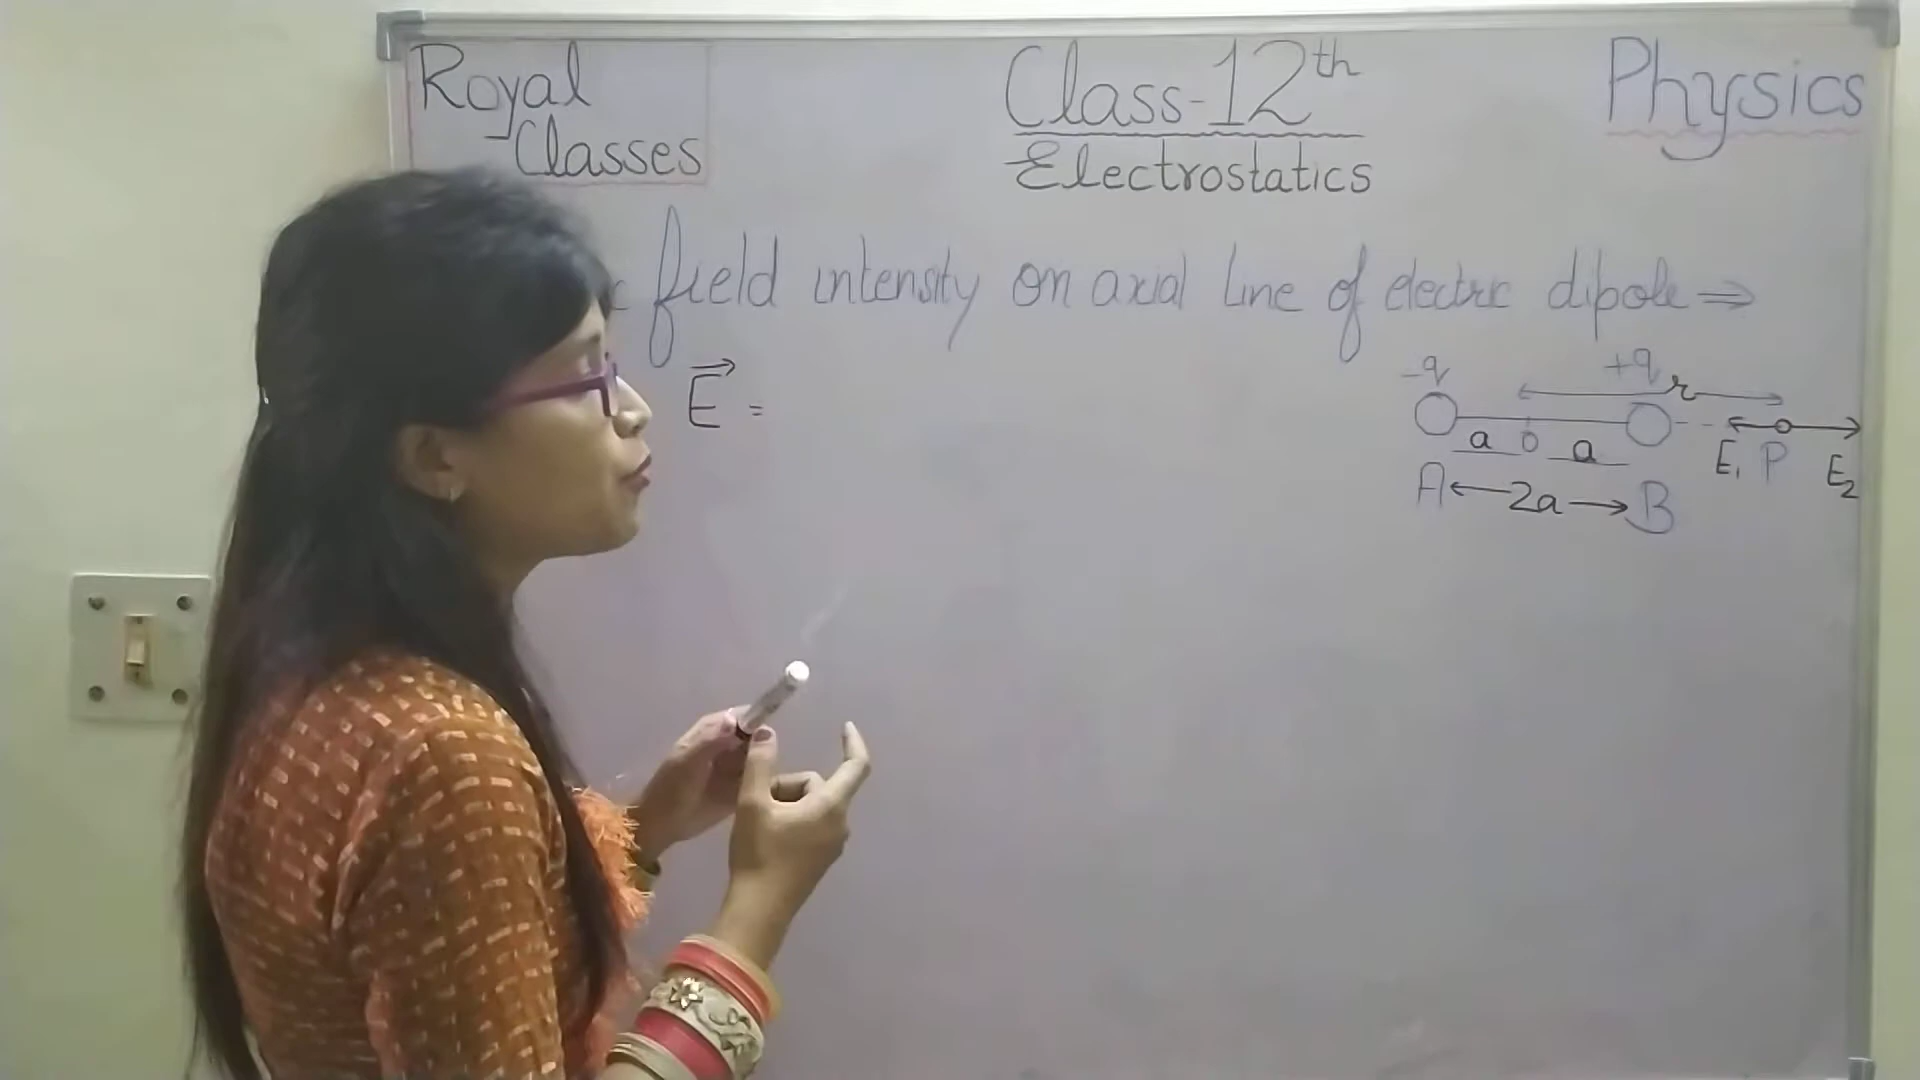 Royal
Classes
Class-12th
Electrostatics
Physics
c field intensity on axial line of electric dipole ⇒
E⃗ =
-q +q
r
a o a
E₁ P E₂
A ← 2a → B